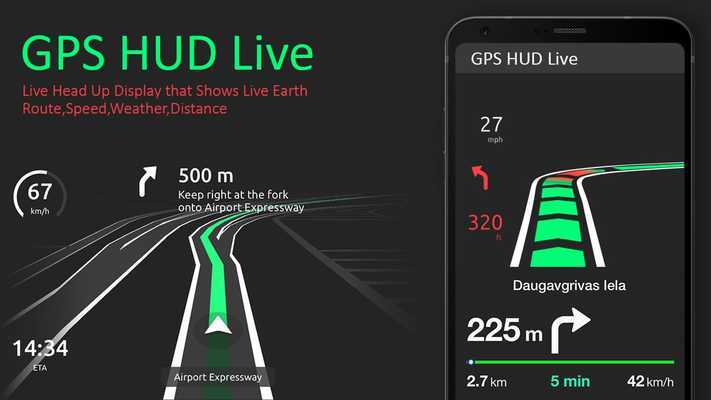 GPS HUD Live
Live Head Up Display that Shows Live Earth
Route,Speed,Weather,Distance
67
km/h
500 m
Keep right at the fork
onto Airport Expressway
14:34
ETA
Airport Expressway
GPS HUD Live
27
mph
320
ft
Daugavgrivas lela
225 m
2.7 km
5 min
42 km/h